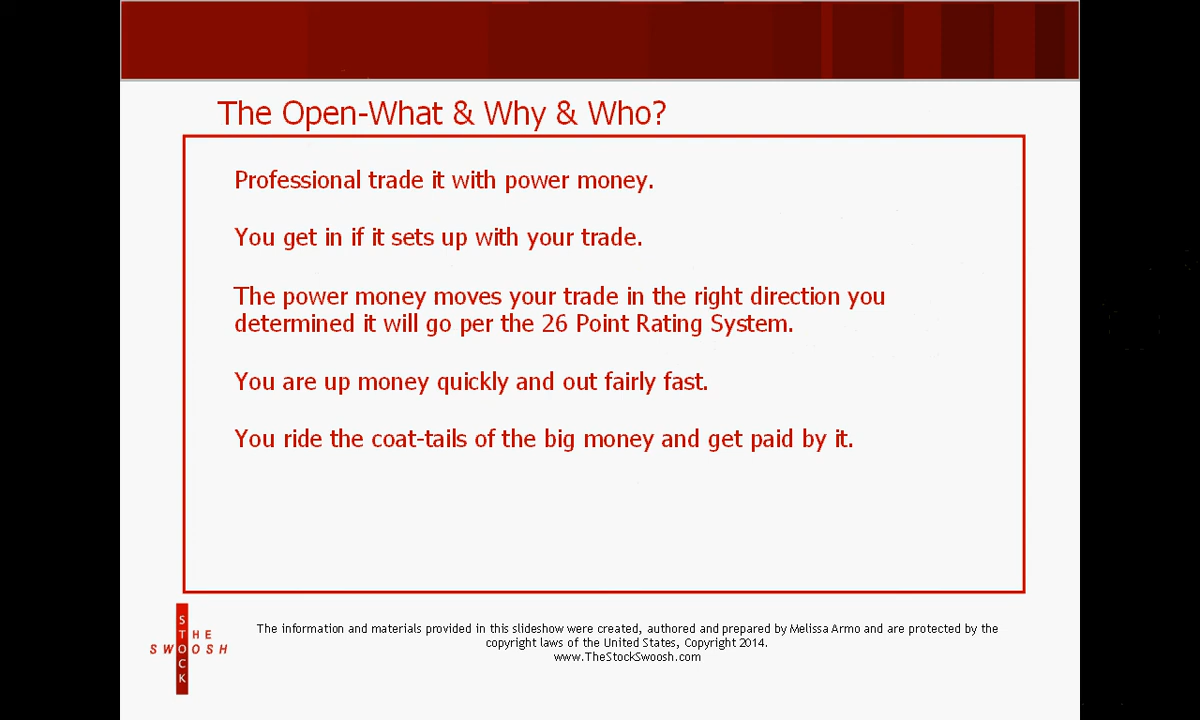 The Open-What & Why & Who?
Professional trade it with power money.
You get in if it sets up with your trade.
The power money moves your trade in the right direction you
determined it will go per the 26 Point Rating System.
You are up money quickly and out fairly fast.
You ride the coat-tails of the big money and get paid by it.
THE
STOCK
SWOOSH
The information and materials provided in this slideshow were created, authored and prepared by Melissa Armo and are protected by the
copyright laws of the United States, Copyright 2014.
www.TheStockSwoosh.com